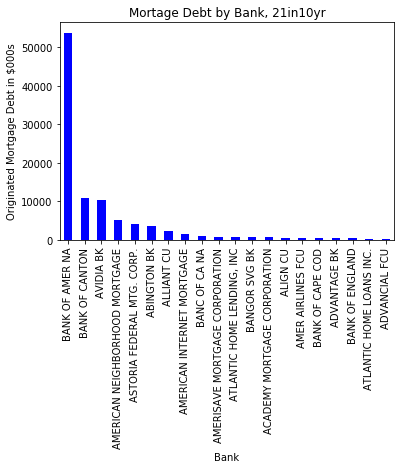 Mortage Debt by Bank, 21in10yr
Originated Mortgage Debt in $000s
50000
40000
30000
20000
10000
0
BANK OF AMER NA
BANK OF CANTON
AVIDIA BK
AMERICAN NEIGHBORHOOD MORTGAGE
ASTORIA FEDERAL MTG. CORP.
ABINGTON BK
ALLIANT CU
AMERICAN INTERNET MORTGAGE
BANC OF CA NA
AMERISAVE MORTGAGE CORPORATION
ATLANTIC HOME LENDING, INC
BANGOR SVG BK
ACADEMY MORTGAGE CORPORATION
ALIGN CU
AMER AIRLINES FCU
BANK OF CAPE COD
ADVANTAGE BK
BANK OF ENGLAND
ATLANTIC HOME LOANS INC.
ADVANCIAL FCU
Bank